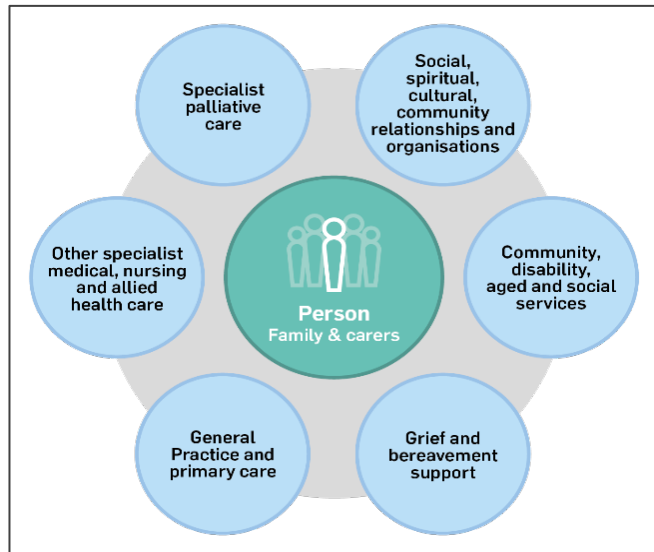 Specialist
palliative
care
Social,
spiritual,
cultural,
community
relationships and
organisations
Other specialist
medical, nursing
and allied
health care
Person
Family & carers
Community,
disability,
aged and social
services
General
Practice and
primary care
Grief and
bereavement
support